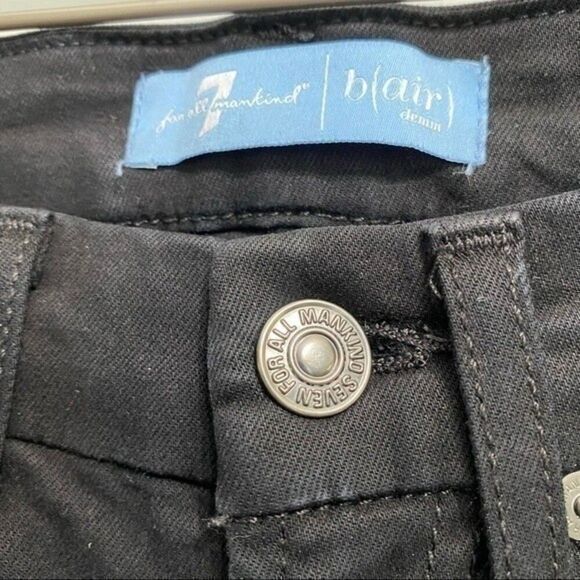 7
for all mankind®
b(air)
denim
SEVEN FOR ALL MANKIND